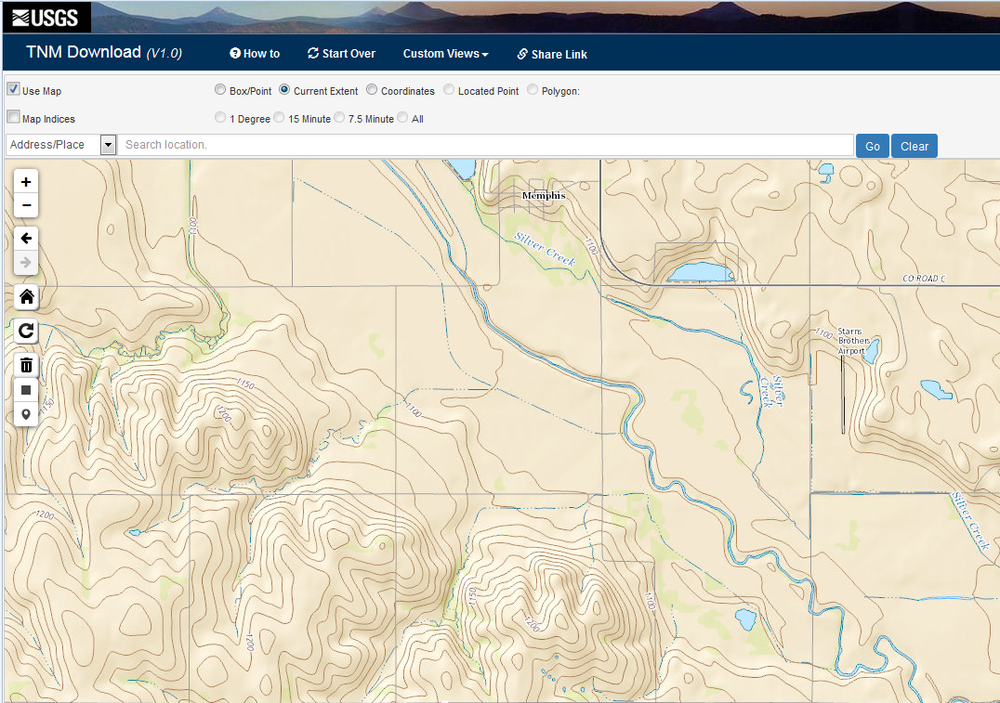 USGS
TNM Download (V1.0)
How to
Start Over
Custom Views
Share Link
Use Map
Box/Point
Current Extent
Coordinates
Located Point
Polygon:
Map Indices
1 Degree
15 Minute
7.5 Minute
All
Address/Place
Search location.
Go
Clear
+
−
Memphis
1100
Silver Creek
1100
CO ROAD C
1100
Starns
Brothers
Airport
1150
1200
1150
1100
Silver
Creek
1200
Silver Creek
1150
1200
1100
1200